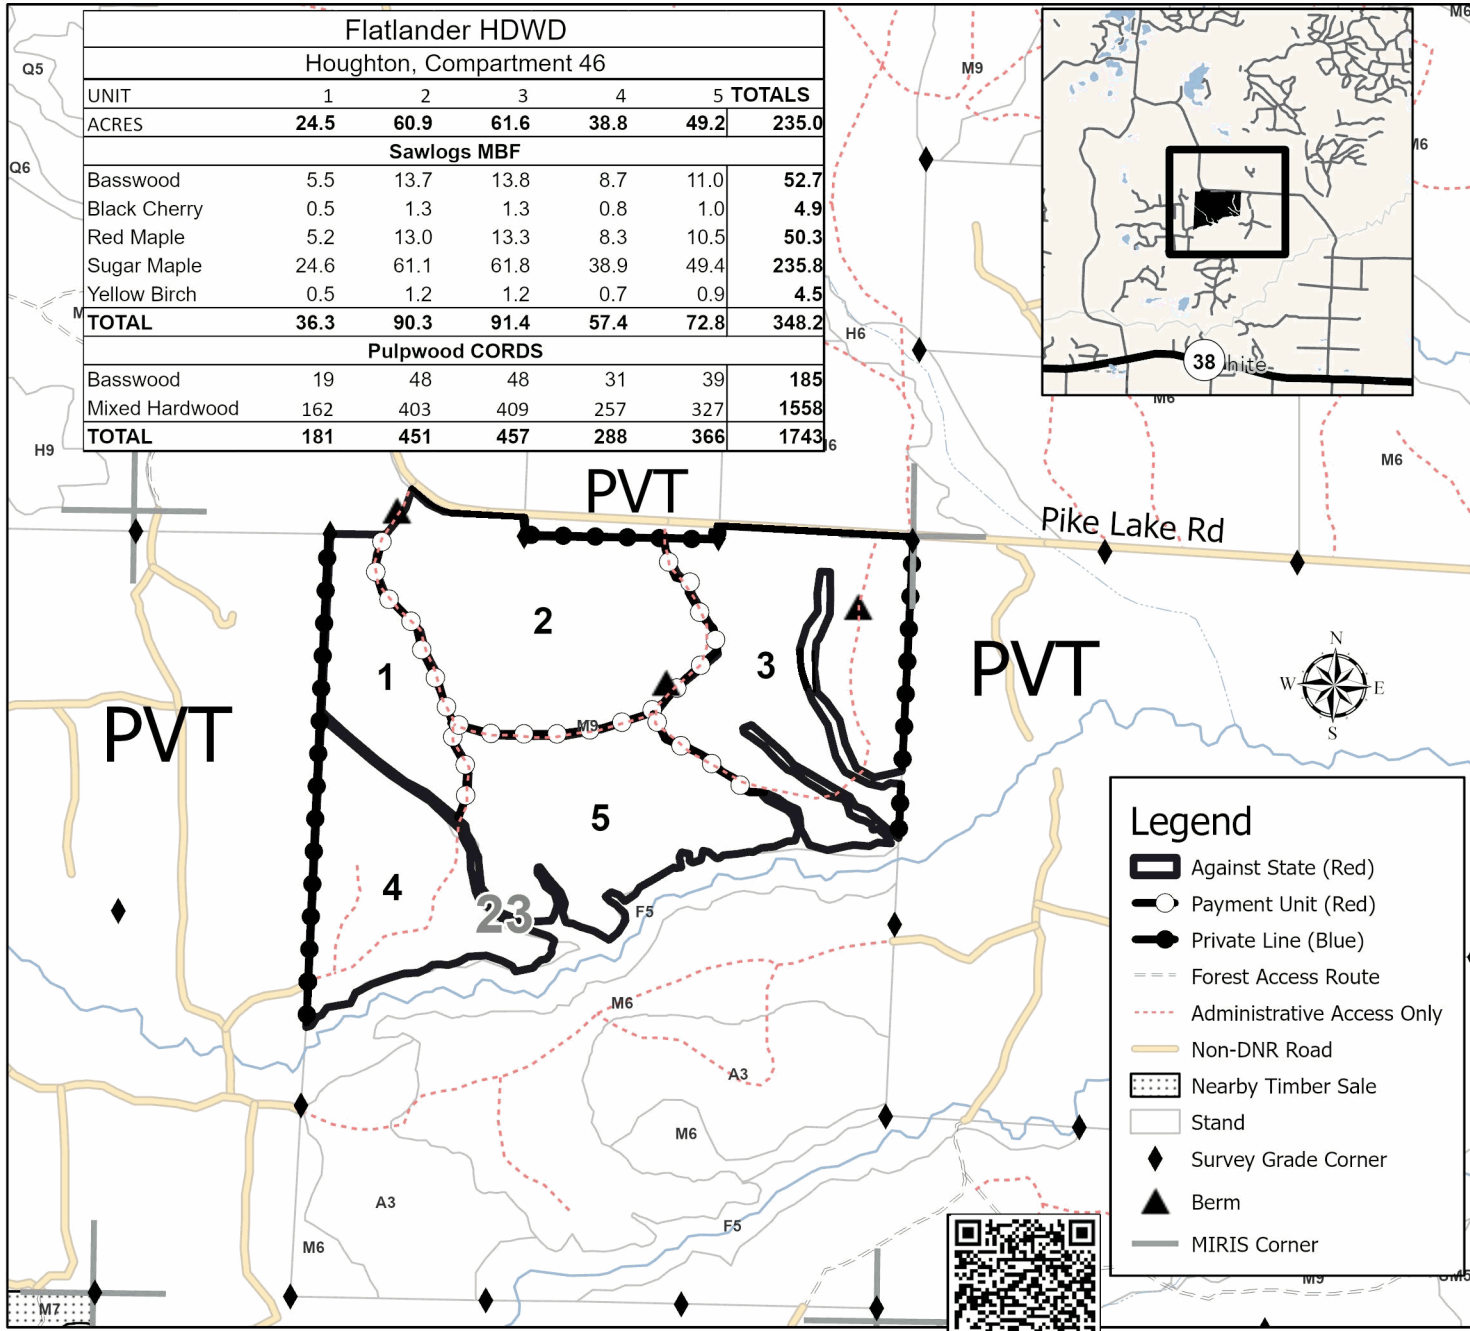 Flatlander HDWD
Houghton, Compartment 46
UNIT 1 2 3 4 5 TOTALS
ACRES 24.5 60.9 61.6 38.8 49.2 235.0
Sawlogs MBF
Basswood 5.5 13.7 13.8 8.7 11.0 52.7
Black Cherry 0.5 1.3 1.3 0.8 1.0 4.9
Red Maple 5.2 13.0 13.3 8.3 10.5 50.3
Sugar Maple 24.6 61.1 61.8 38.9 49.4 235.8
Yellow Birch 0.5 1.2 1.2 0.7 0.9 4.5
TOTAL 36.3 90.3 91.4 57.4 72.8 348.2
Pulpwood CORDS
Basswood 19 48 48 31 39 185
Mixed Hardwood 162 403 409 257 327 1558
TOTAL 181 451 457 288 366 1743
Q5
Q6
H9
M9
M6
H6
38
hite
M6
M6
PVT
Pike Lake Rd
2
1
3
PVT
PVT
M9
5
4
23
F5
M6
A3
M6
A3
M6
F5
M7
M9
N
W E
S
Legend
Against State (Red)
Payment Unit (Red)
Private Line (Blue)
Forest Access Route
Administrative Access Only
Non-DNR Road
Nearby Timber Sale
Stand
Survey Grade Corner
Berm
MIRIS Corner